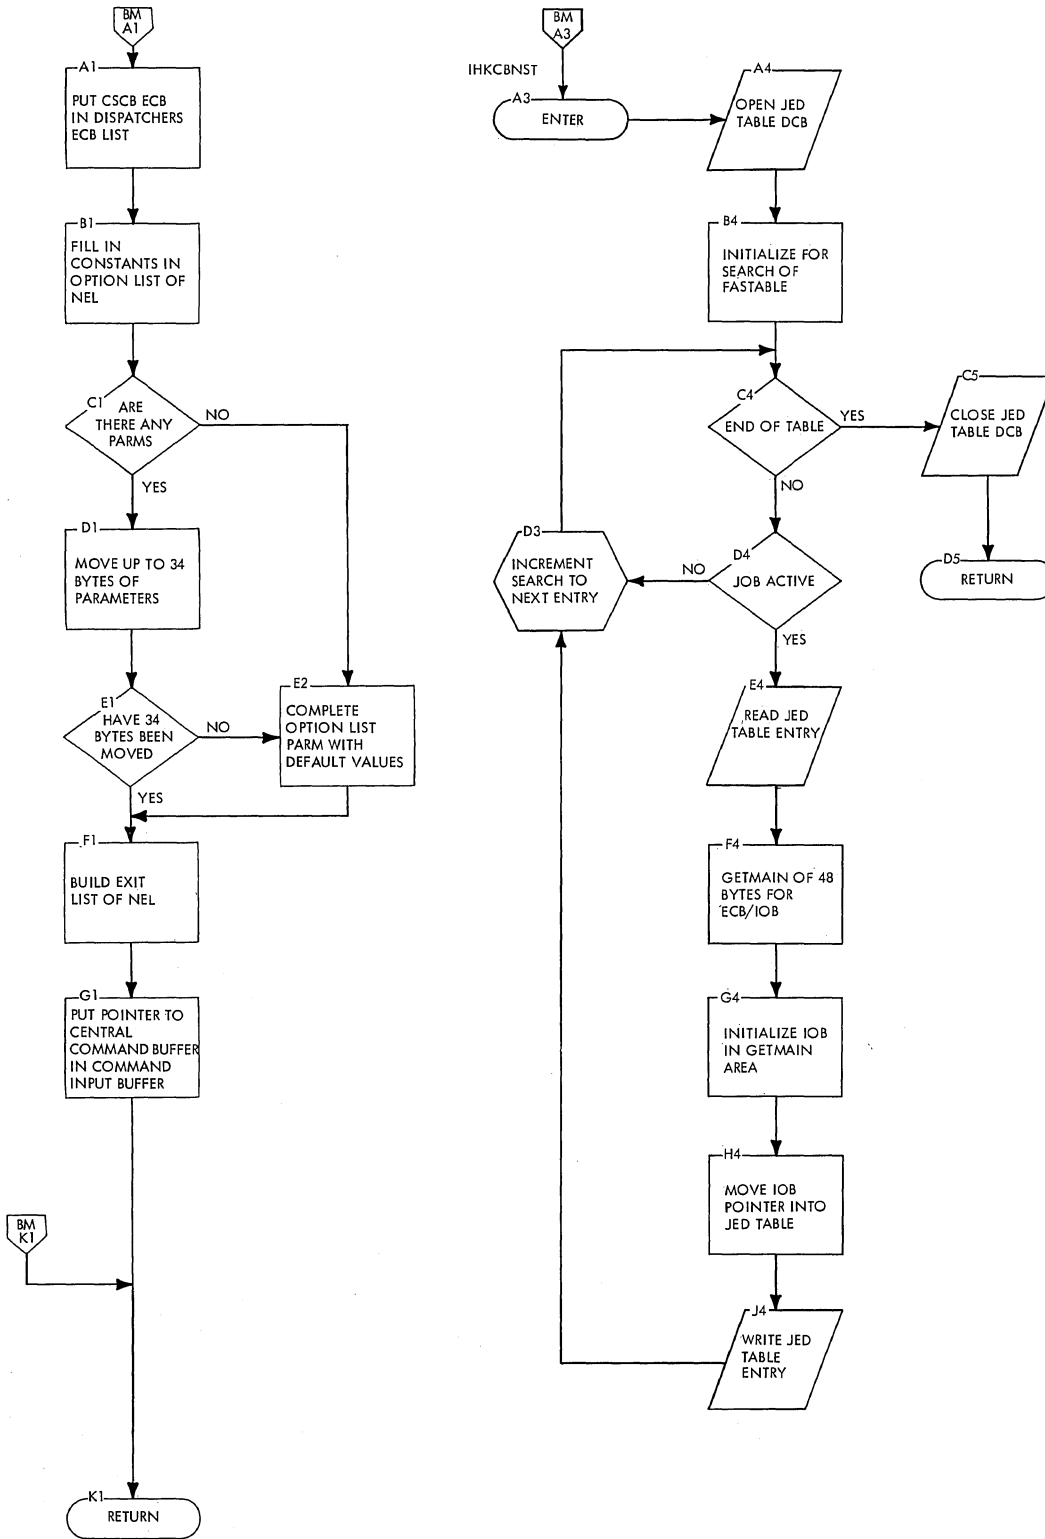 BM
A1
A1
PUT CSCB ECB
IN DISPATCHERS
ECB LIST
B1
FILL IN
CONSTANTS IN
OPTION LIST OF
NEL
C1
ARE
THERE ANY
PARMS
NO
YES
D1
MOVE UP TO 34
BYTES OF
PARAMETERS
E1
HAVE 34
BYTES BEEN
MOVED
NO
YES
E2
COMPLETE
OPTION LIST
PARM WITH
DEFAULT VALUES
F1
BUILD EXIT
LIST OF NEL
G1
PUT POINTER TO
CENTRAL
COMMAND BUFFER
IN COMMAND
INPUT BUFFER
BM
K1
K1
RETURN
BM
A3
IHKCBNST
A3
ENTER
A4
OPEN JED
TABLE DCB
B4
INITIALIZE FOR
SEARCH OF
FASTABLE
C4
END OF TABLE
YES
NO
C5
CLOSE JED
TABLE DCB
D5
RETURN
D3
INCREMENT
SEARCH TO
NEXT ENTRY
D4
JOB ACTIVE
NO
YES
E4
READ JED
TABLE ENTRY
F4
GETMAIN OF 48
BYTES FOR
ECB/IOB
G4
INITIALIZE IOB
IN GETMAIN
AREA
H4
MOVE IOB
POINTER INTO
JED TABLE
J4
WRITE JED
TABLE
ENTRY